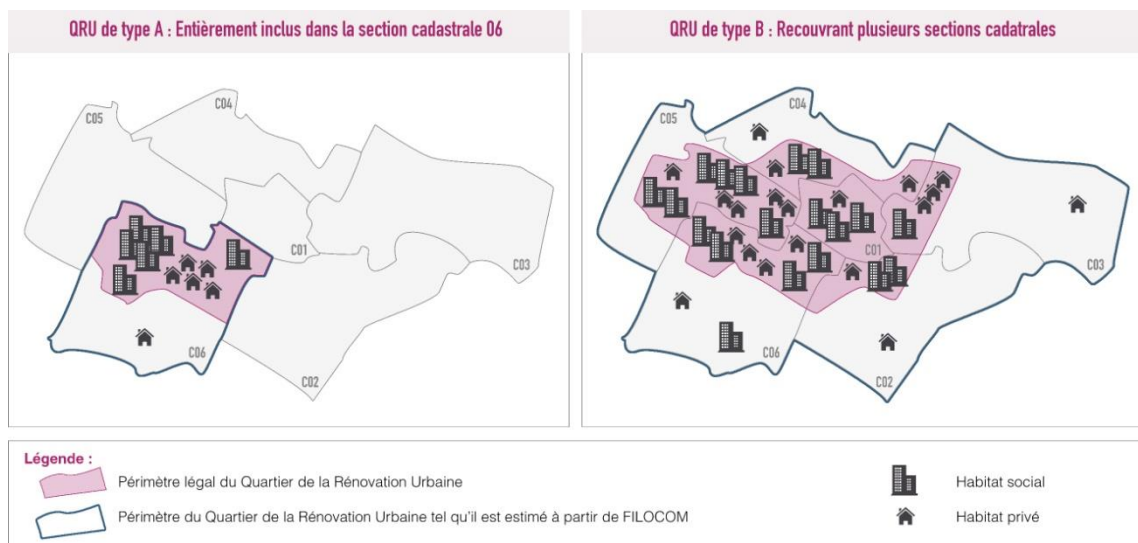 QRU de type A : Entièrement inclus dans la section cadastrale 06
C04
C05
C01
C03
C06
C02
QRU de type B : Recouvrant plusieurs sections cadatrales
C04
C05
C01
C03
C06
C02
Légende :
Périmètre légal du Quartier de la Rénovation Urbaine
Habitat social
Périmètre du Quartier de la Rénovation Urbaine tel qu'il est estimé à partir de FILOCOM
Habitat privé